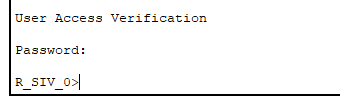 User Access Verification
Password:
R_SIV_0>